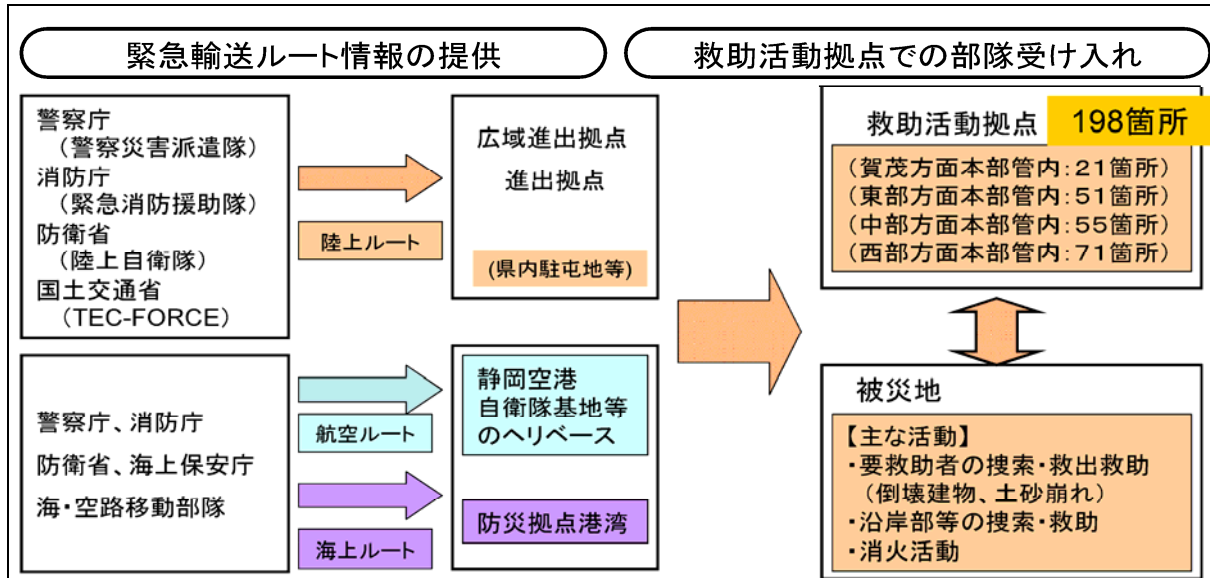 緊急輸送ルート情報の提供
救助活動拠点での部隊受け入れ
警察庁
(警察災害派遣隊)
消防庁
(緊急消防援助隊)
防衛省
(陸上自衛隊)
国土交通省
(TEC-FORCE)
陸上ルート
広域進出拠点
進出拠点
(県内駐屯地等)
警察庁、消防庁
防衛省、海上保安庁
海・空路移動部隊
航空ルート
海上ルート
静岡空港
自衛隊基地等
のヘリベース
防災拠点港湾
救助活動拠点 198箇所
(賀茂方面本部管内:21箇所)
(東部方面本部管内:51箇所)
(中部方面本部管内:55箇所)
(西部方面本部管内:71箇所)
被災地
【主な活動】
・要救助者の捜索・救出救助
(倒壊建物、土砂崩れ)
・沿岸部等の捜索・救助
・消火活動